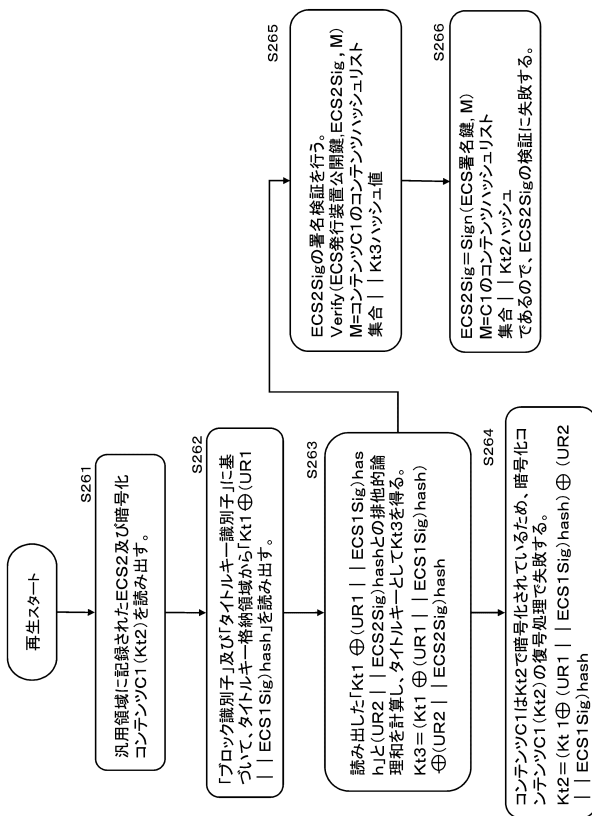 再生スタート
S261
汎用領域に記録されたECS2及び暗号化
コンテンツC1(Kt2)を読み出す。
S262
「ブロック識別子」及び「タイトルキー識別子」に基
づいて、タイトルキー格納領域から「Kt1⊕(UR1
||ECS1Sig)hash」を読み出す。
S263
読み出した「Kt1⊕(UR1||ECS1Sig)has
h」と(UR2||ECS2Sig)hashとの排他的論
理和を計算し、タイトルキーとしてKt3を得る。
Kt3=(Kt1⊕(UR1||ECS1Sig)hash)
⊕(UR2||ECS2Sig)hash
S264
コンテンツC1はKt2で暗号化されているため、暗号化コ
ンテンツC1(Kt2)の復号処理で失敗する。
Kt2=(Kt1⊕(UR1||ECS1Sig)hash)⊕(UR2
||ECS1Sig)hash
S265
ECS2Sigの署名検証を行う。
Verify(ECS発行装置公開鍵,ECS2Sig,M)
M=コンテンツC1のコンテンツハッシュリスト
集合||Kt3ハッシュ値
S266
ECS2Sig=Sign(ECS署名鍵,M)
M=C1のコンテンツハッシュリスト
集合||Kt2ハッシュ
であるので、ECS2Sigの検証に失敗する。